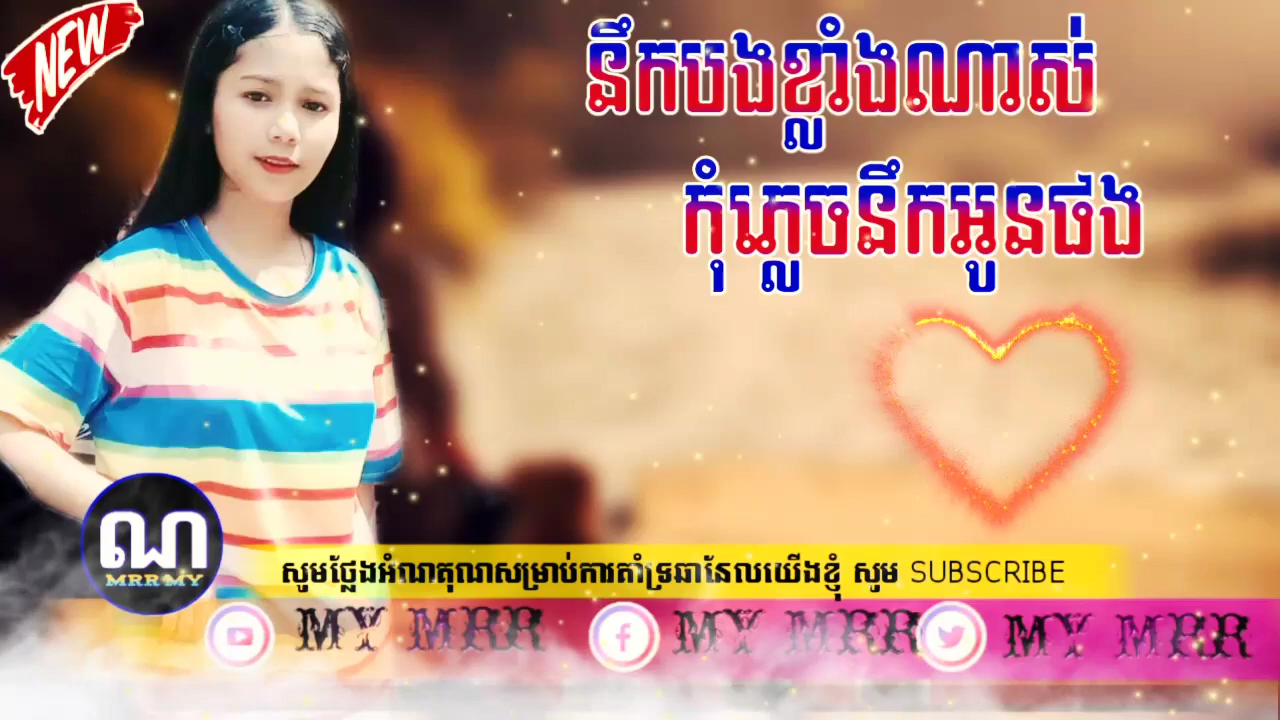 NEW
នឹកបងខ្លាំងណាស់
កុំភ្លេចនឹកអូនផង
ណ
MRR MY
សូមថ្លែងអំណរគុណសម្រាប់ការគាំទ្រឆានែលយើងខ្ញុំ សូម SUBSCRIBE
MY MRR
MY MRR
MY MRR